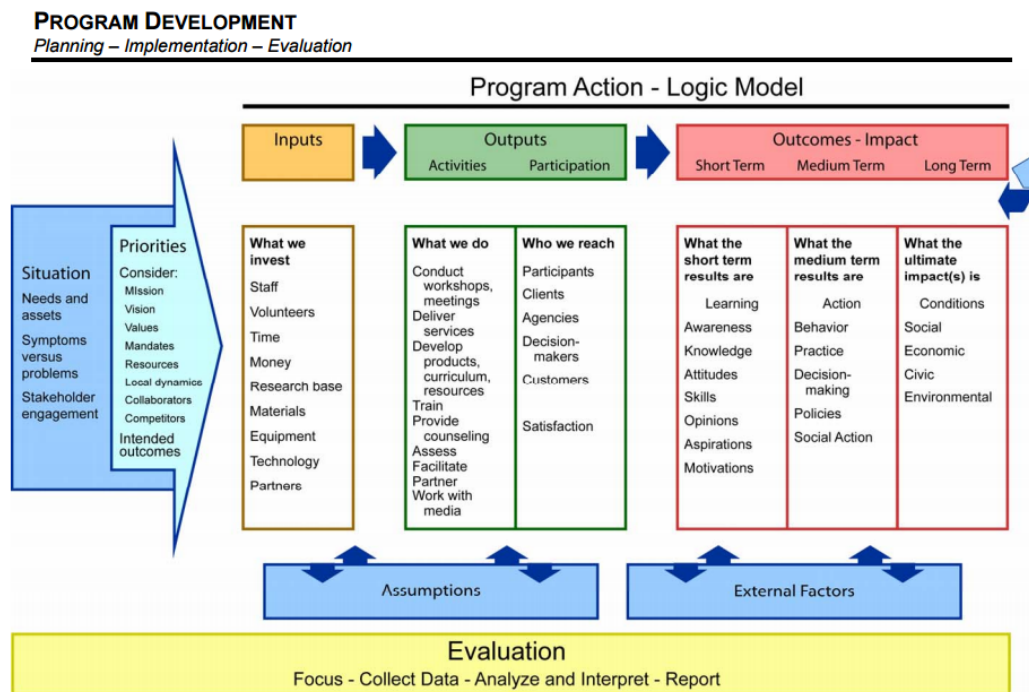 PROGRAM DEVELOPMENT
Planning – Implementation – Evaluation
Program Action - Logic Model
Inputs
Outputs
Activities
Participation
Outcomes - Impact
Short Term
Medium Term
Long Term
Situation
Needs and
assets
Symptoms
versus
problems
Stakeholder
engagement
Priorities
Consider:
MIssion
Vision
Values
Mandates
Resources
Local dynamics
Collaborators
Competitors
Intended
outcomes
What we
invest
Staff
Volunteers
Time
Money
Research base
Materials
Equipment
Technology
Partners
What we do
Conduct
workshops,
meetings
Deliver
services
Develop
products,
curriculum,
resources
Train
Provide
counseling
Assess
Facilitate
Partner
Work with
media
Who we reach
Participants
Clients
Agencies
Decision-
makers
Customers
Satisfaction
What the
short term
results are
Learning
Awareness
Knowledge
Attitudes
Skills
Opinions
Aspirations
Motivations
What the
medium term
results are
Action
Behavior
Practice
Decision-
making
Policies
Social Action
What the
ultimate
impact(s) is
Conditions
Social
Economic
Civic
Environmental
Assumptions
External Factors
Evaluation
Focus - Collect Data - Analyze and Interpret - Report